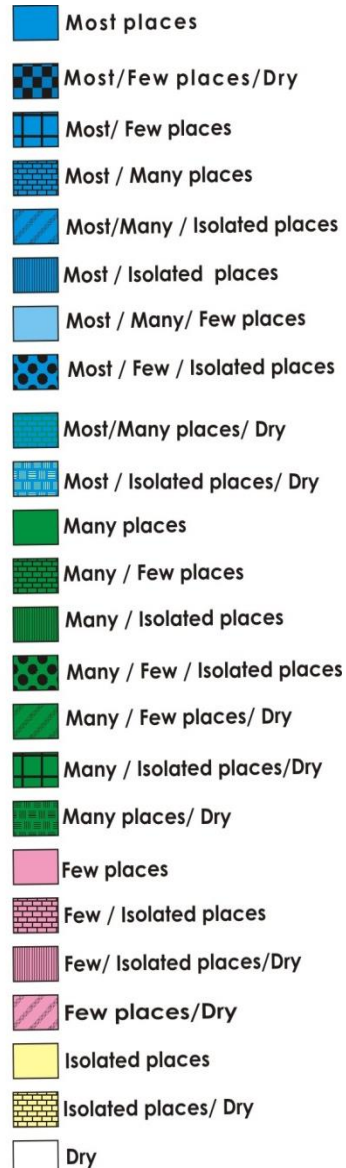 Most places
Most/Few places/Dry
Most/ Few places
Most / Many places
Most/Many / Isolated places
Most / Isolated places
Most / Many/ Few places
Most / Few / Isolated places
Most/Many places/ Dry
Most / Isolated places/ Dry
Many places
Many / Few places
Many / Isolated places
Many / Few / Isolated places
Many / Few places/ Dry
Many / Isolated places/Dry
Many places/ Dry
Few places
Few / Isolated places
Few/ Isolated places/Dry
Few places/Dry
Isolated places
Isolated places/ Dry
Dry